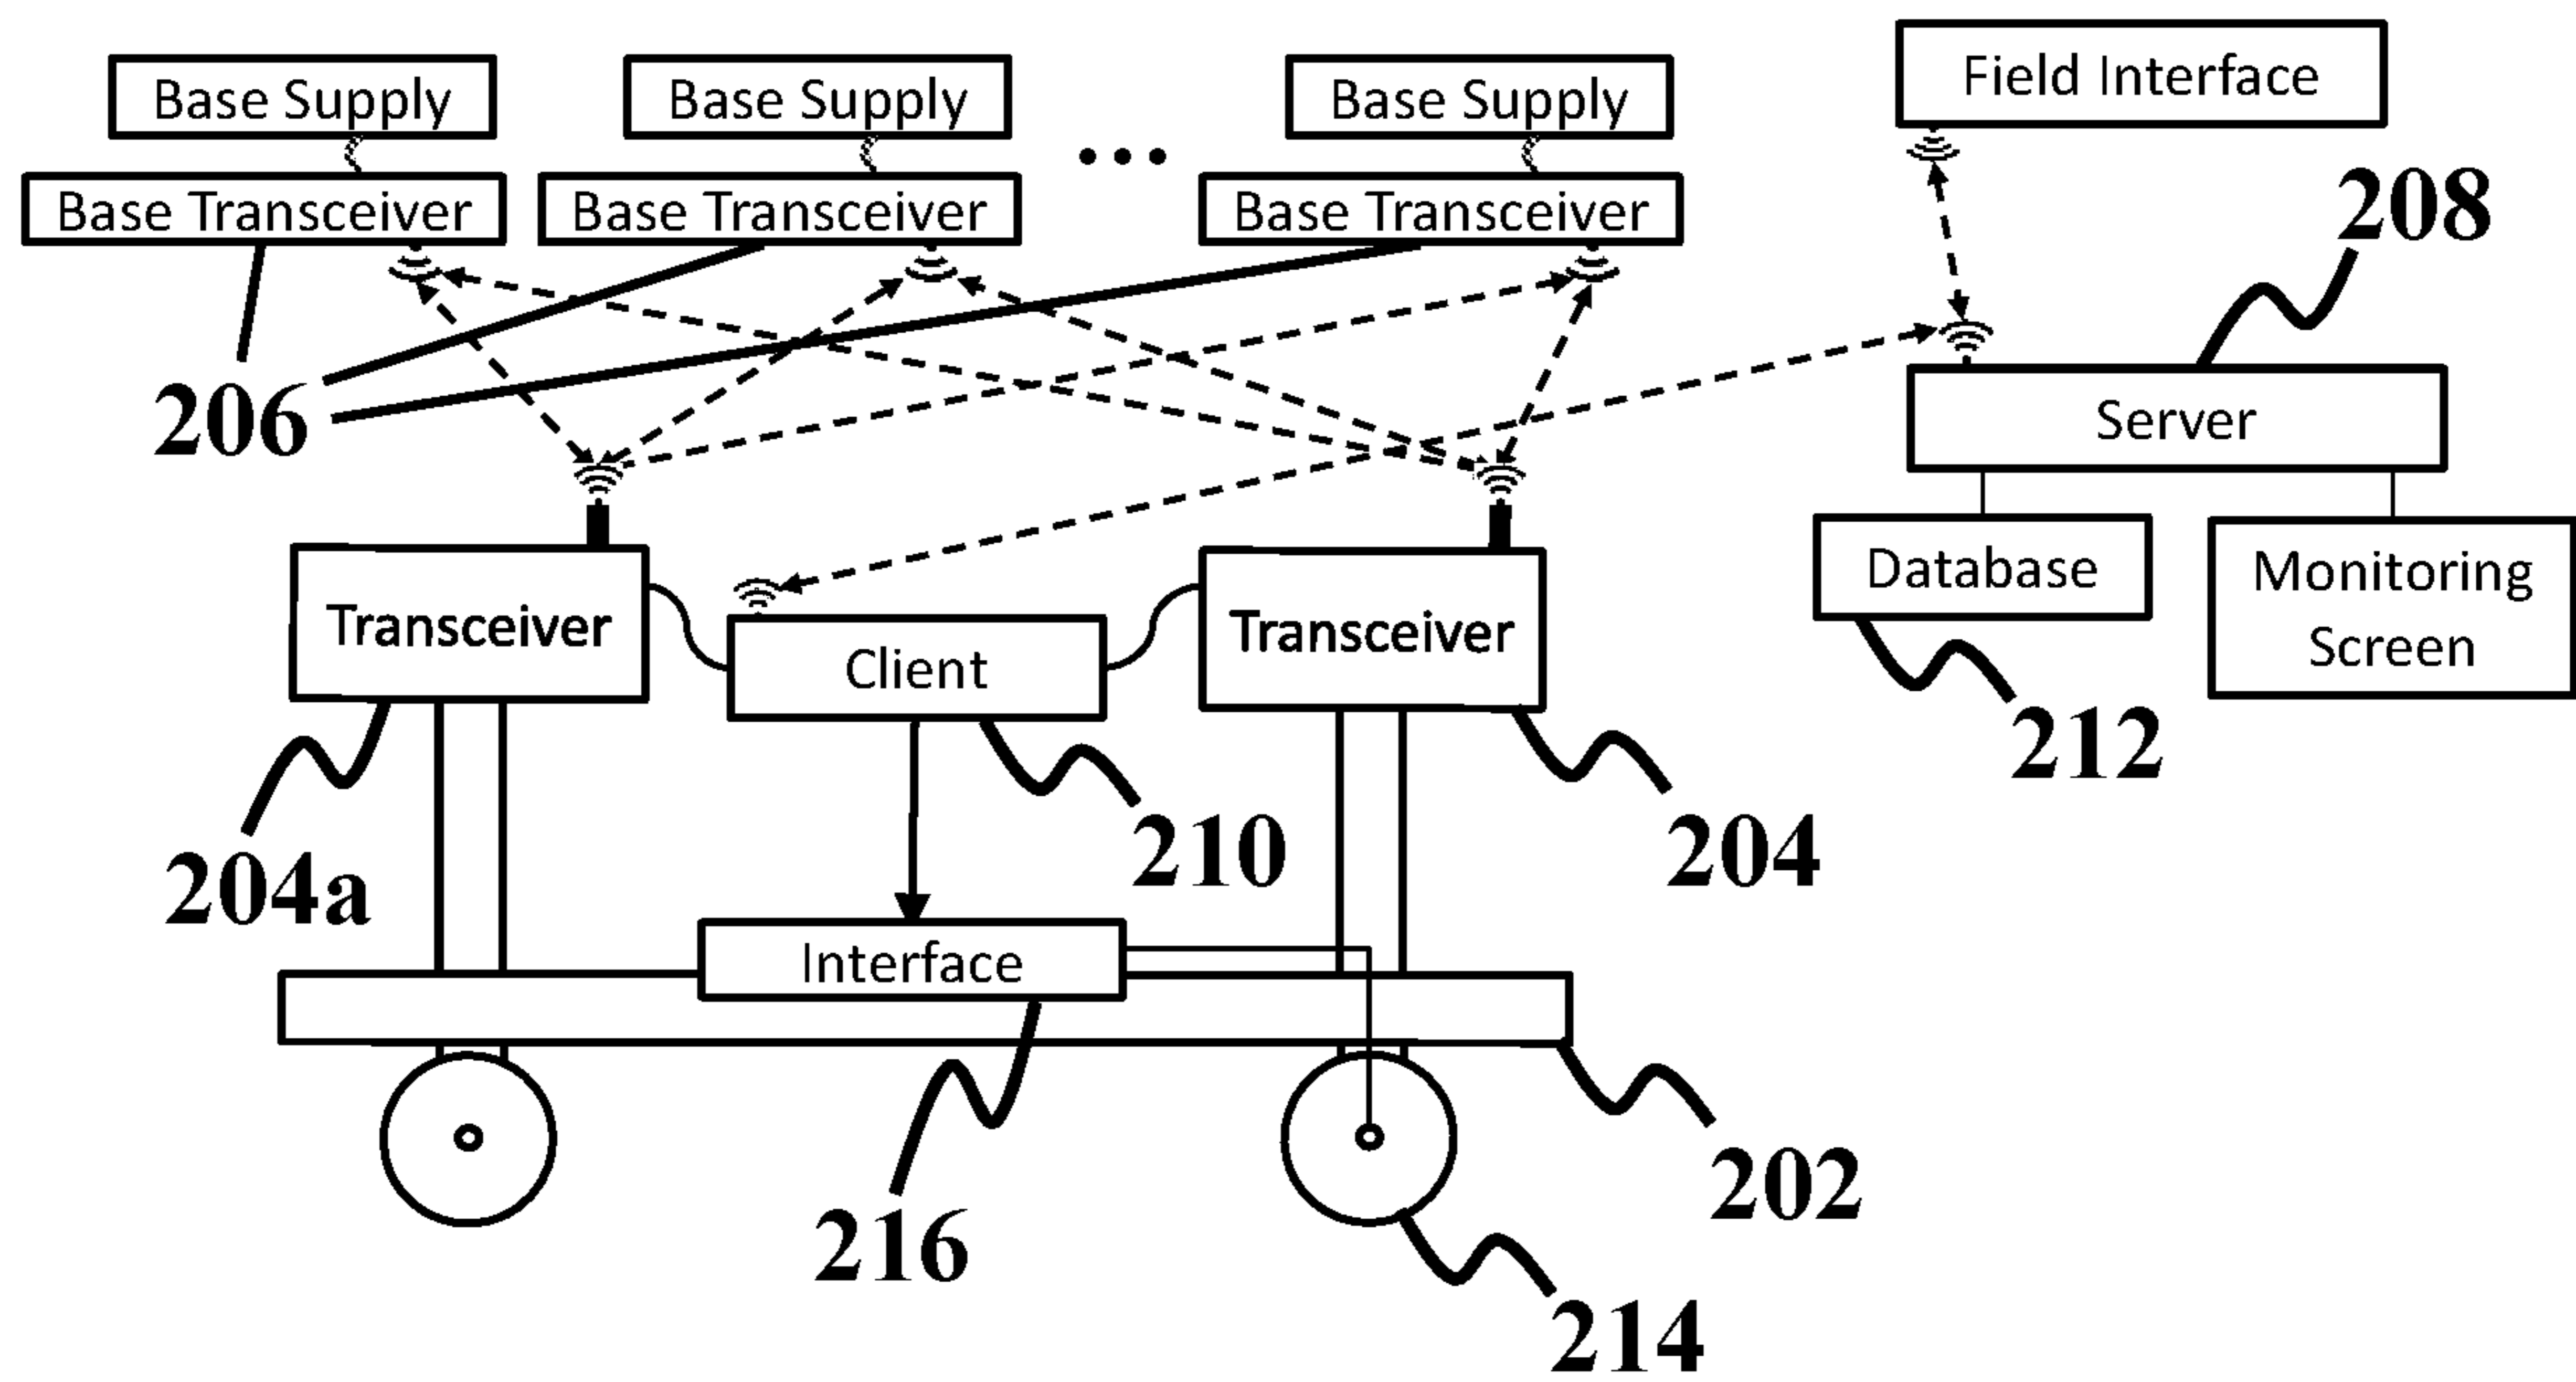 Base Supply
Base Supply
Base Supply
Field Interface
Base Transceiver
Base Transceiver
...
Base Transceiver
208
206
Server
Transceiver
Client
Transceiver
Database
Monitoring
Screen
212
204a
210
204
Interface
216
202
214